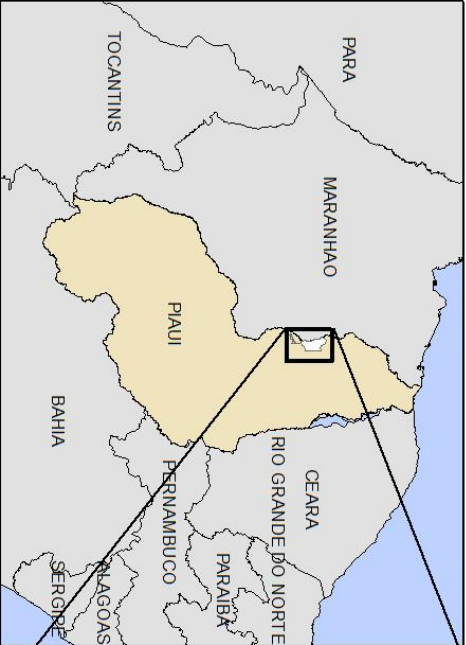 PARA
MARANHAO
CEARA
RIO GRANDE DO NORTE
PARAIBA
PIAUI
PERNAMBUCO
TOCANTINS
ALAGOAS
BAHIA
SERGIPE